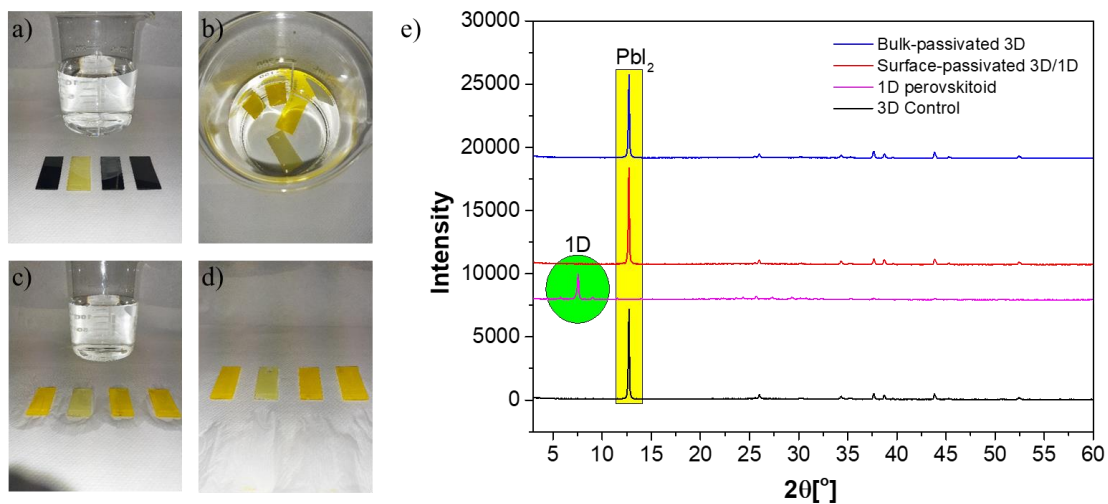 a)
b)
c)
d)
e)
PbI2
Bulk-passivated 3D
Surface-passivated 3D/1D
1D perovskitoid
3D Control
1D
Intensity
30000
25000
20000
15000
10000
5000
0
5 10 15 20 25 30 35 40 45 50 55 60
2θ[°]